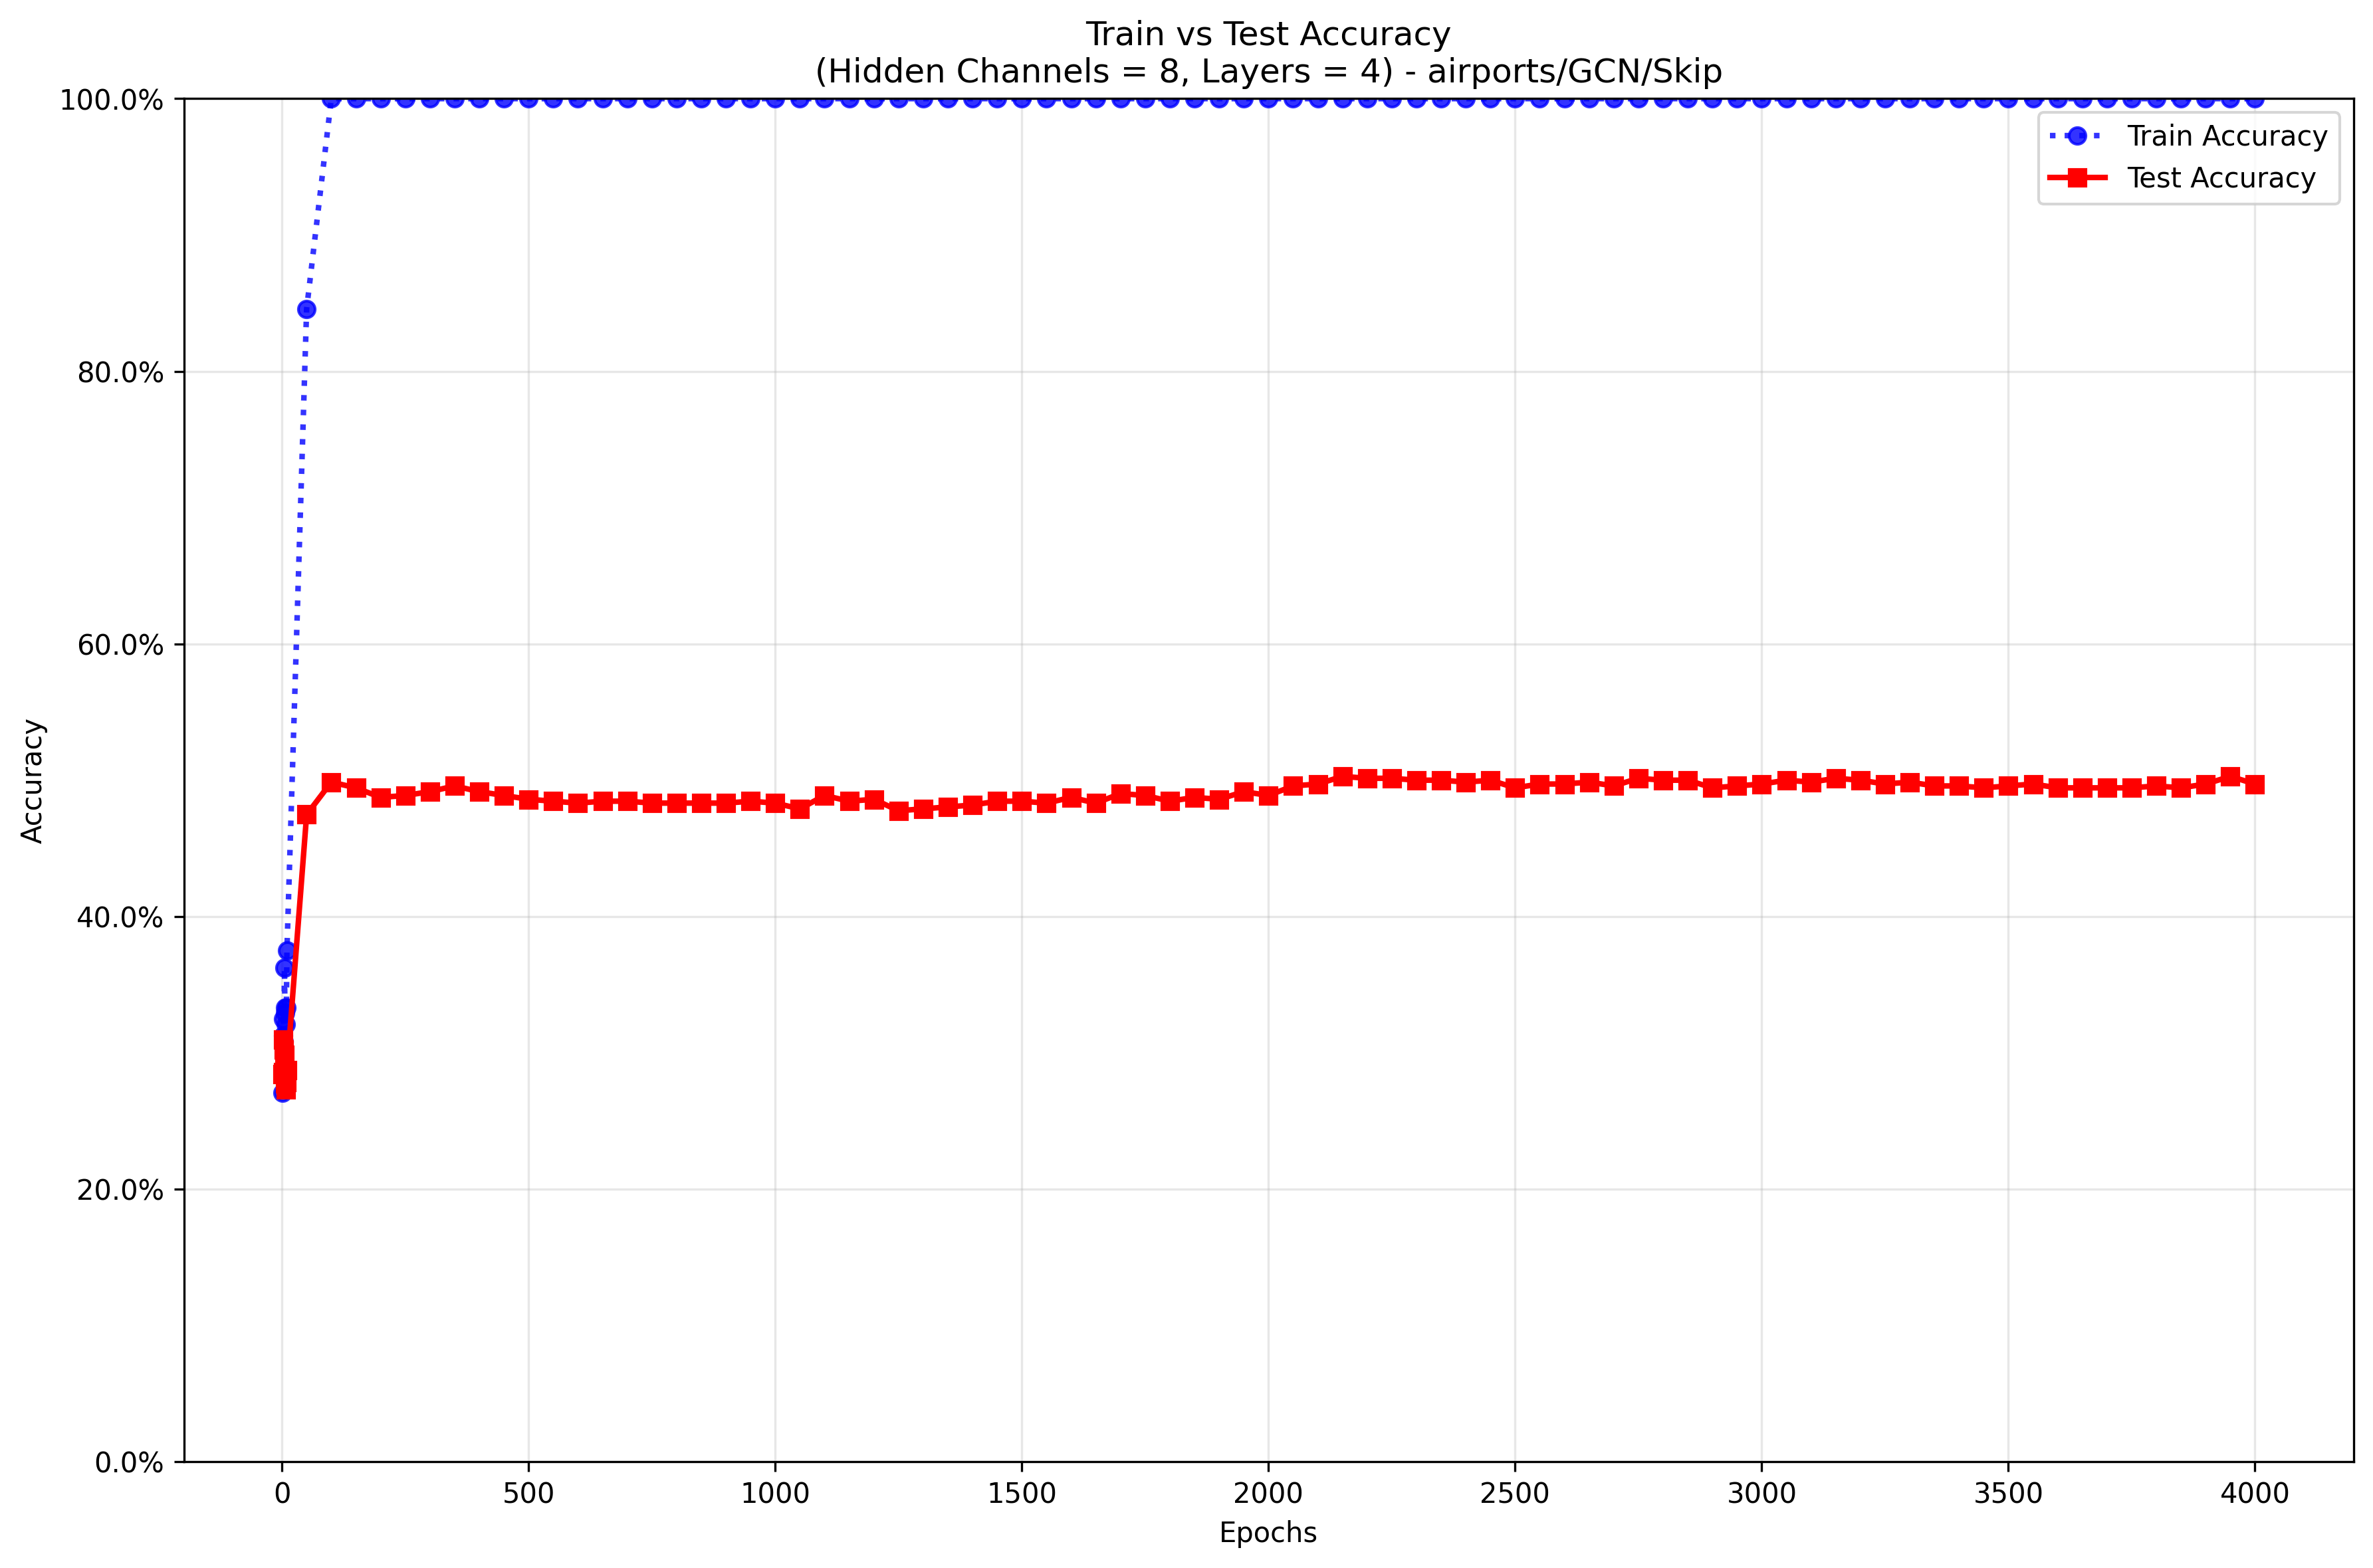 Train vs Test Accuracy
(Hidden Channels = 8, Layers = 4) - airports/GCN/Skip
100.0%
80.0%
60.0%
40.0%
20.0%
0.0%
Accuracy
Train Accuracy
Test Accuracy
0 500 1000 1500 2000 2500 3000 3500 4000
Epochs